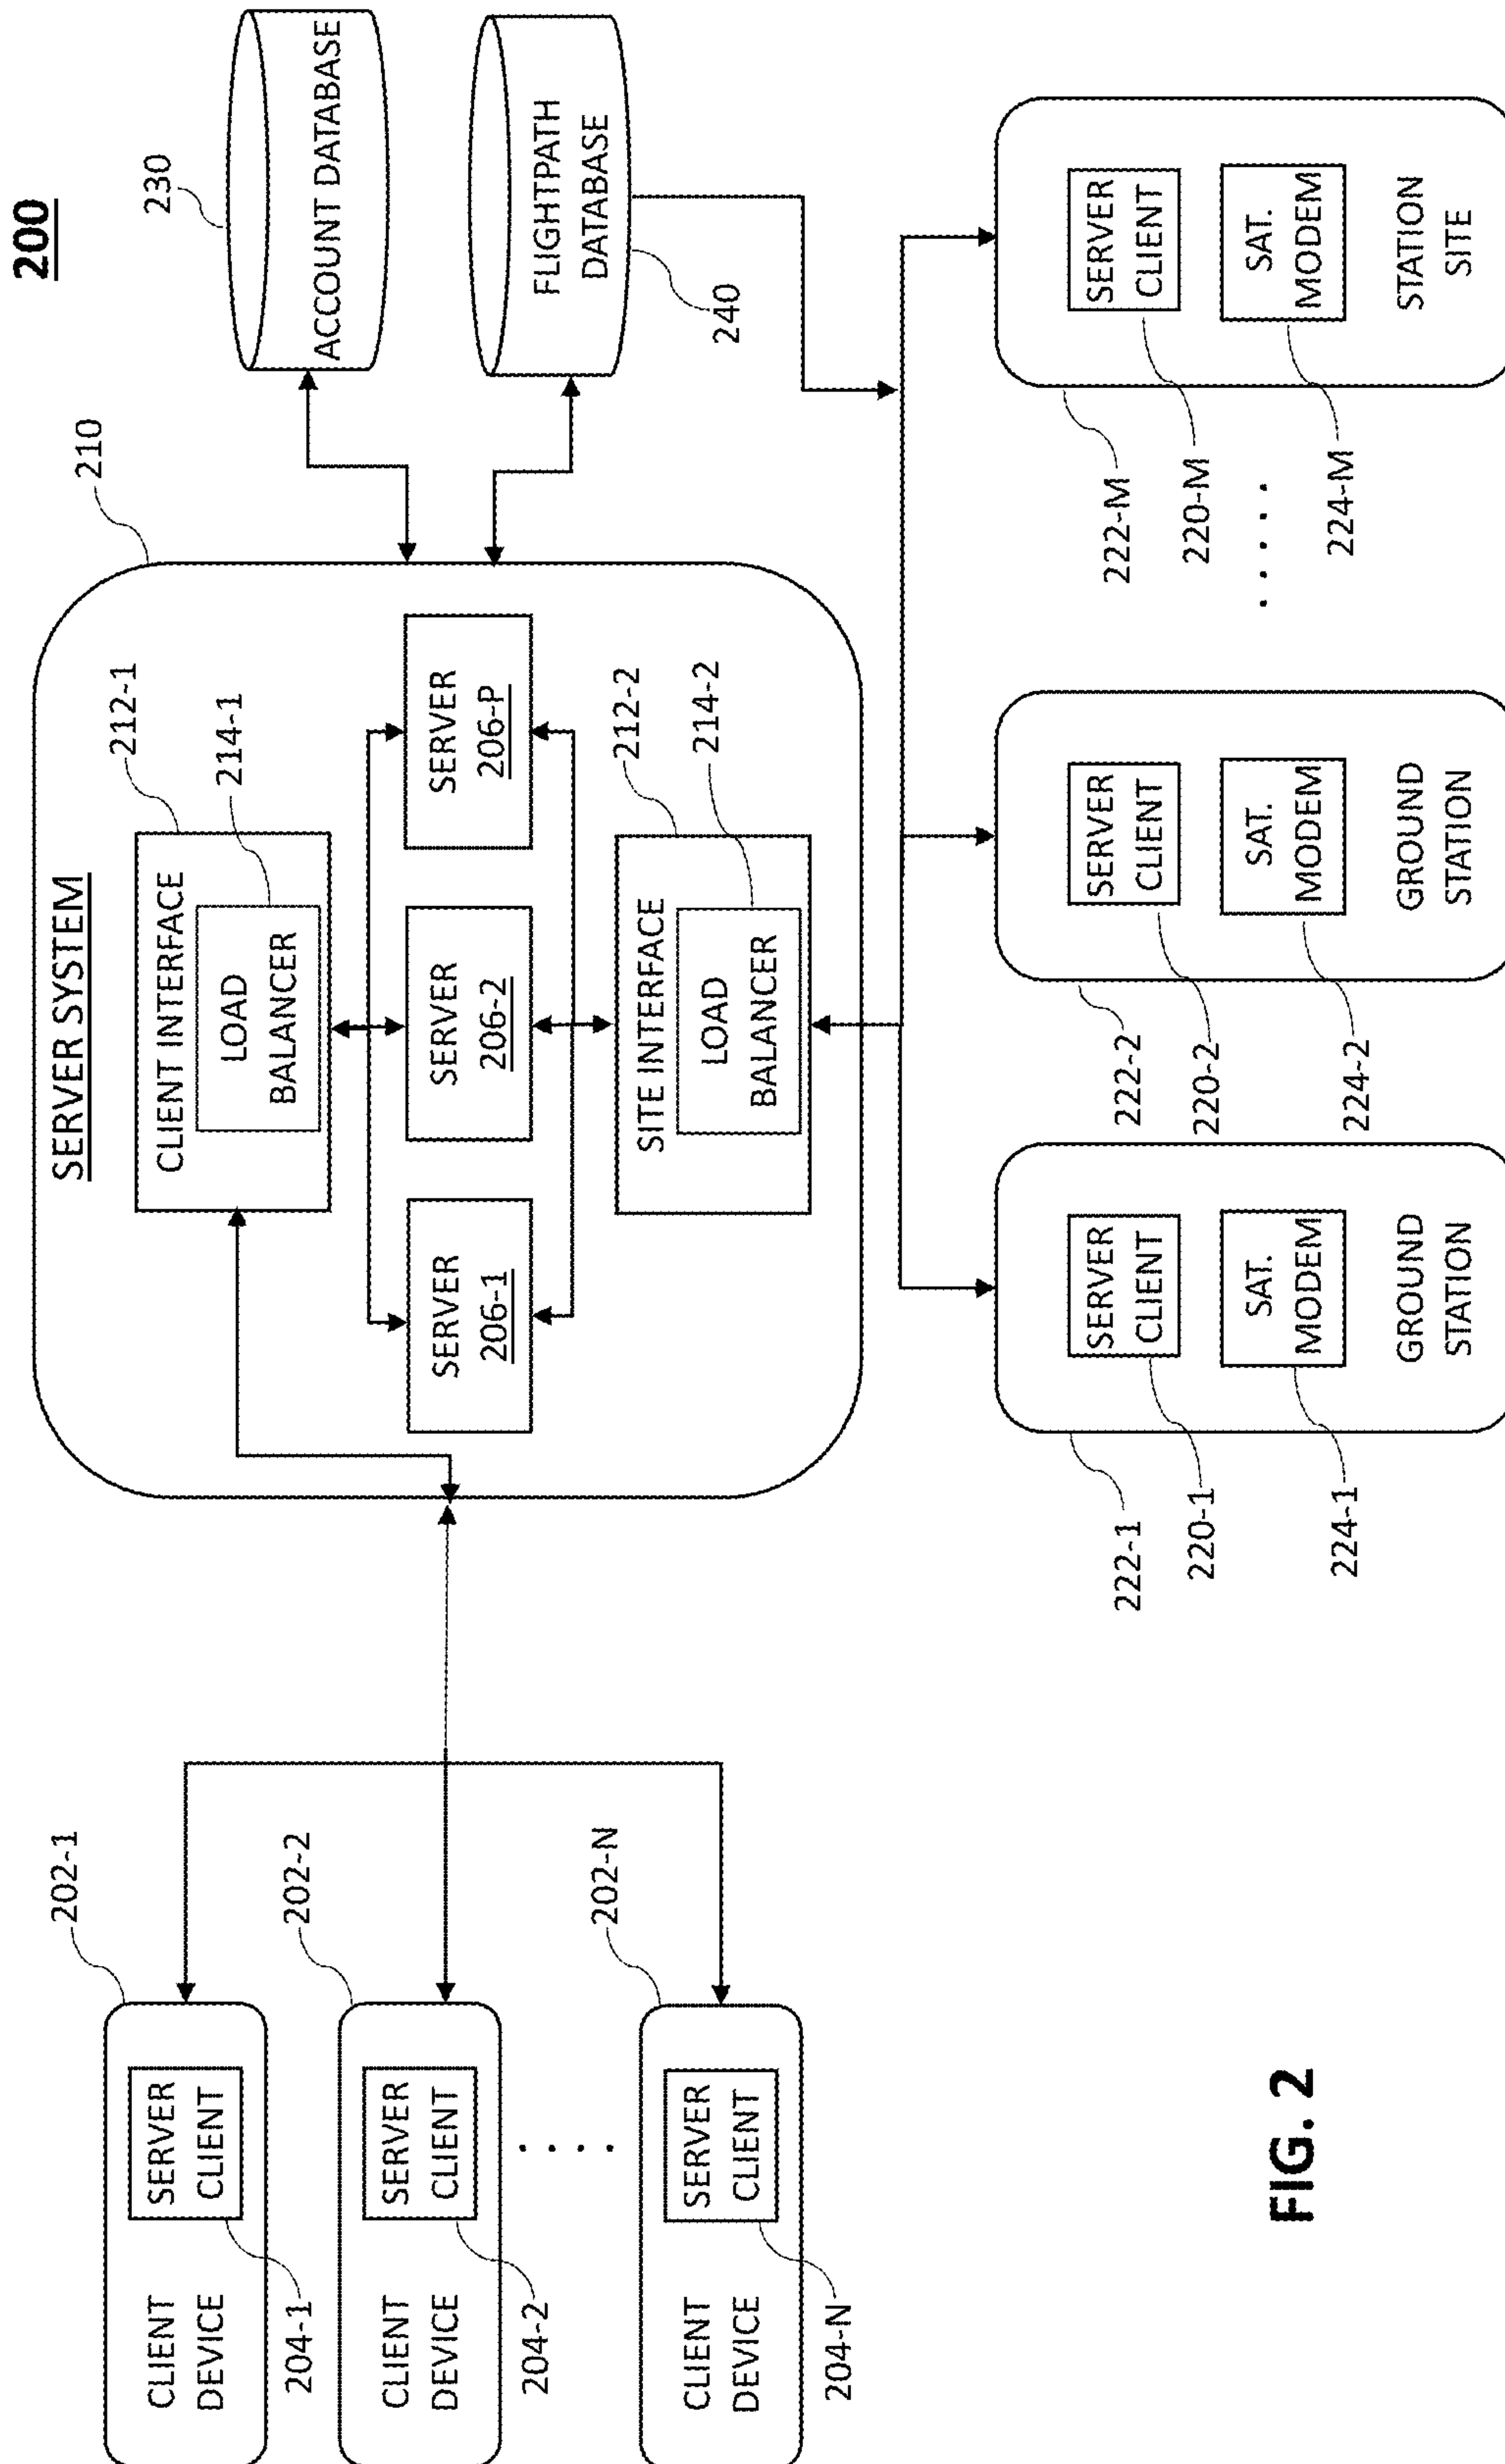 200
202-1
CLIENT
DEVICE
SERVER
CLIENT
204-1
202-2
CLIENT
DEVICE
SERVER
CLIENT
204-2
. . . .
202-N
CLIENT
DEVICE
SERVER
CLIENT
204-N
210
SERVER SYSTEM
212-1
CLIENT INTERFACE
214-1
LOAD
BALANCER
SERVER
206-1
SERVER
206-2
SERVER
206-P
212-2
SITE INTERFACE
214-2
LOAD
BALANCER
230
ACCOUNT DATABASE
FLIGHTPATH
DATABASE
240
222-1
220-1
224-1
SERVER
CLIENT
SAT.
MODEM
GROUND
STATION
222-2
220-2
224-2
SERVER
CLIENT
SAT.
MODEM
GROUND
STATION
. . . . .
222-M
220-M
224-M
SERVER
CLIENT
SAT.
MODEM
STATION
SITE
FIG. 2